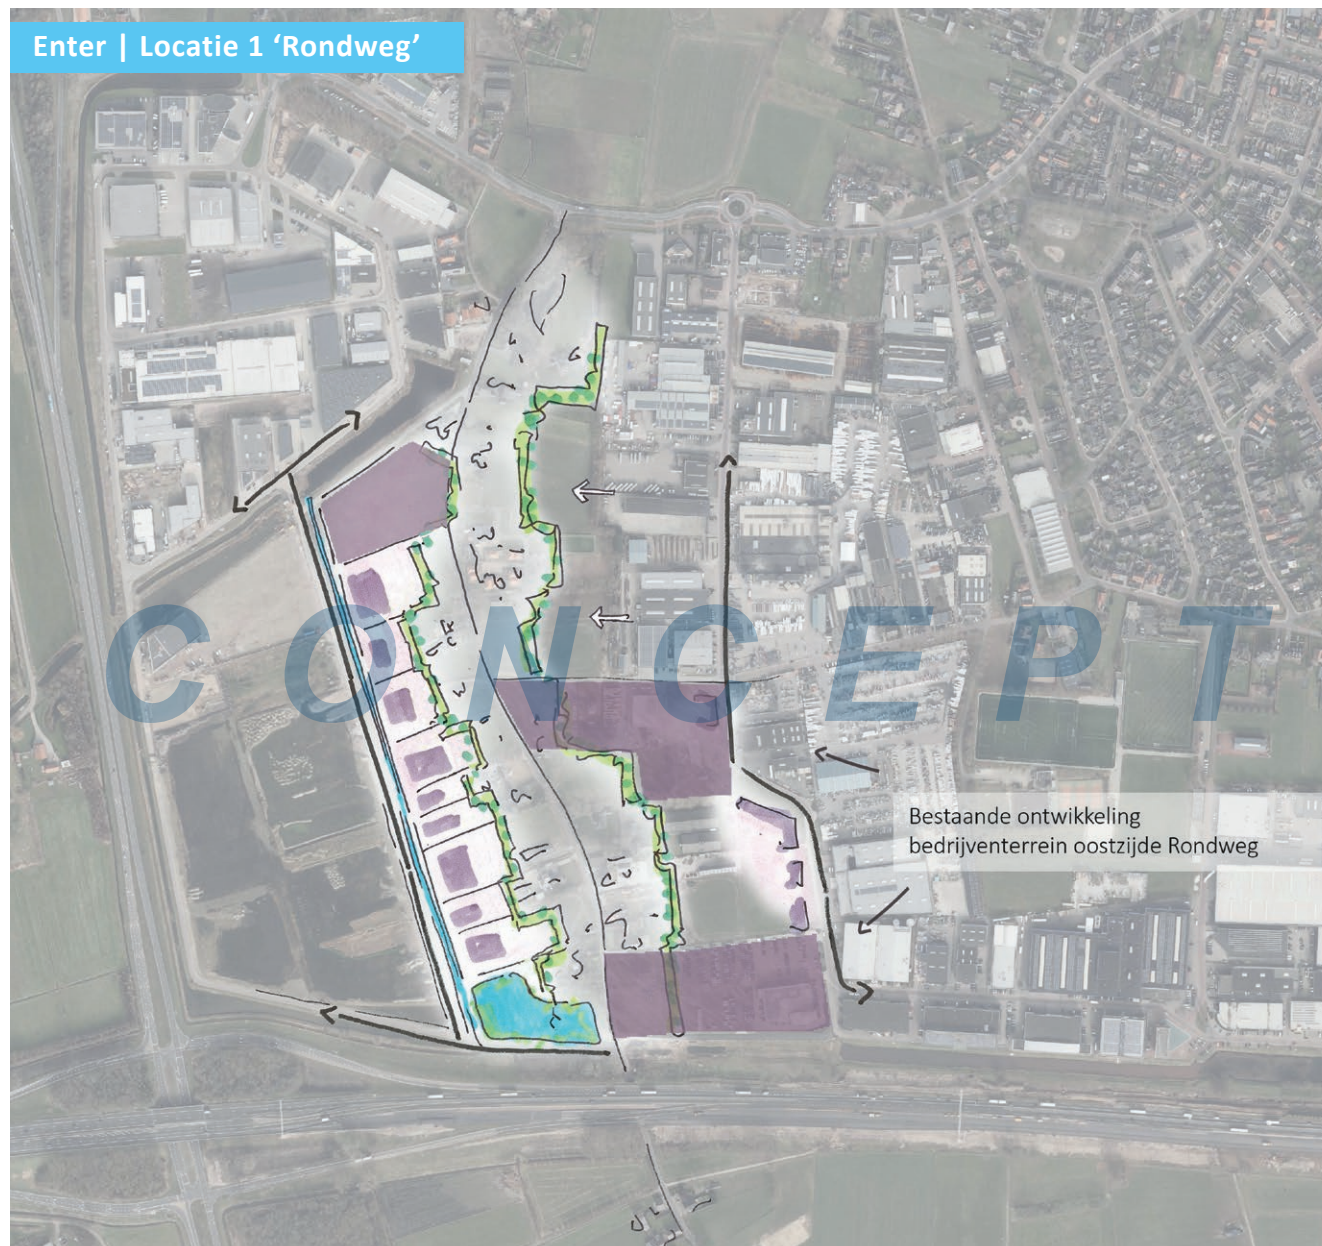 Enter | Locatie 1 ‘Rondweg’
CONCEPT
Bestaande ontwikkeling
bedrijventerrein oostzijde Rondweg